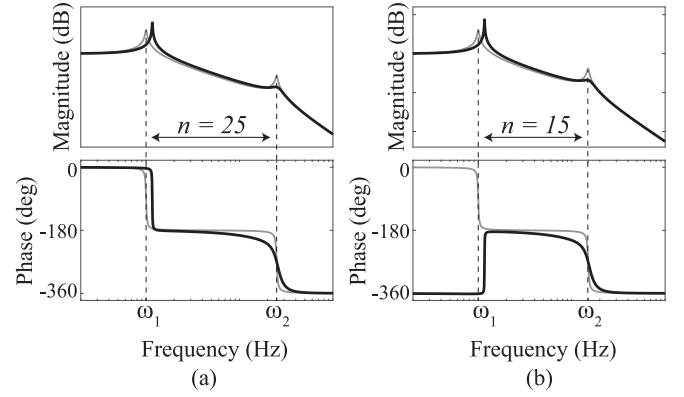 Magnitude (dB)
n = 25
Phase (deg)
0
-180
-360
ω1
ω2
Frequency (Hz)
(a)
Magnitude (dB)
n = 15
Phase (deg)
0
-180
-360
ω1
ω2
Frequency (Hz)
(b)